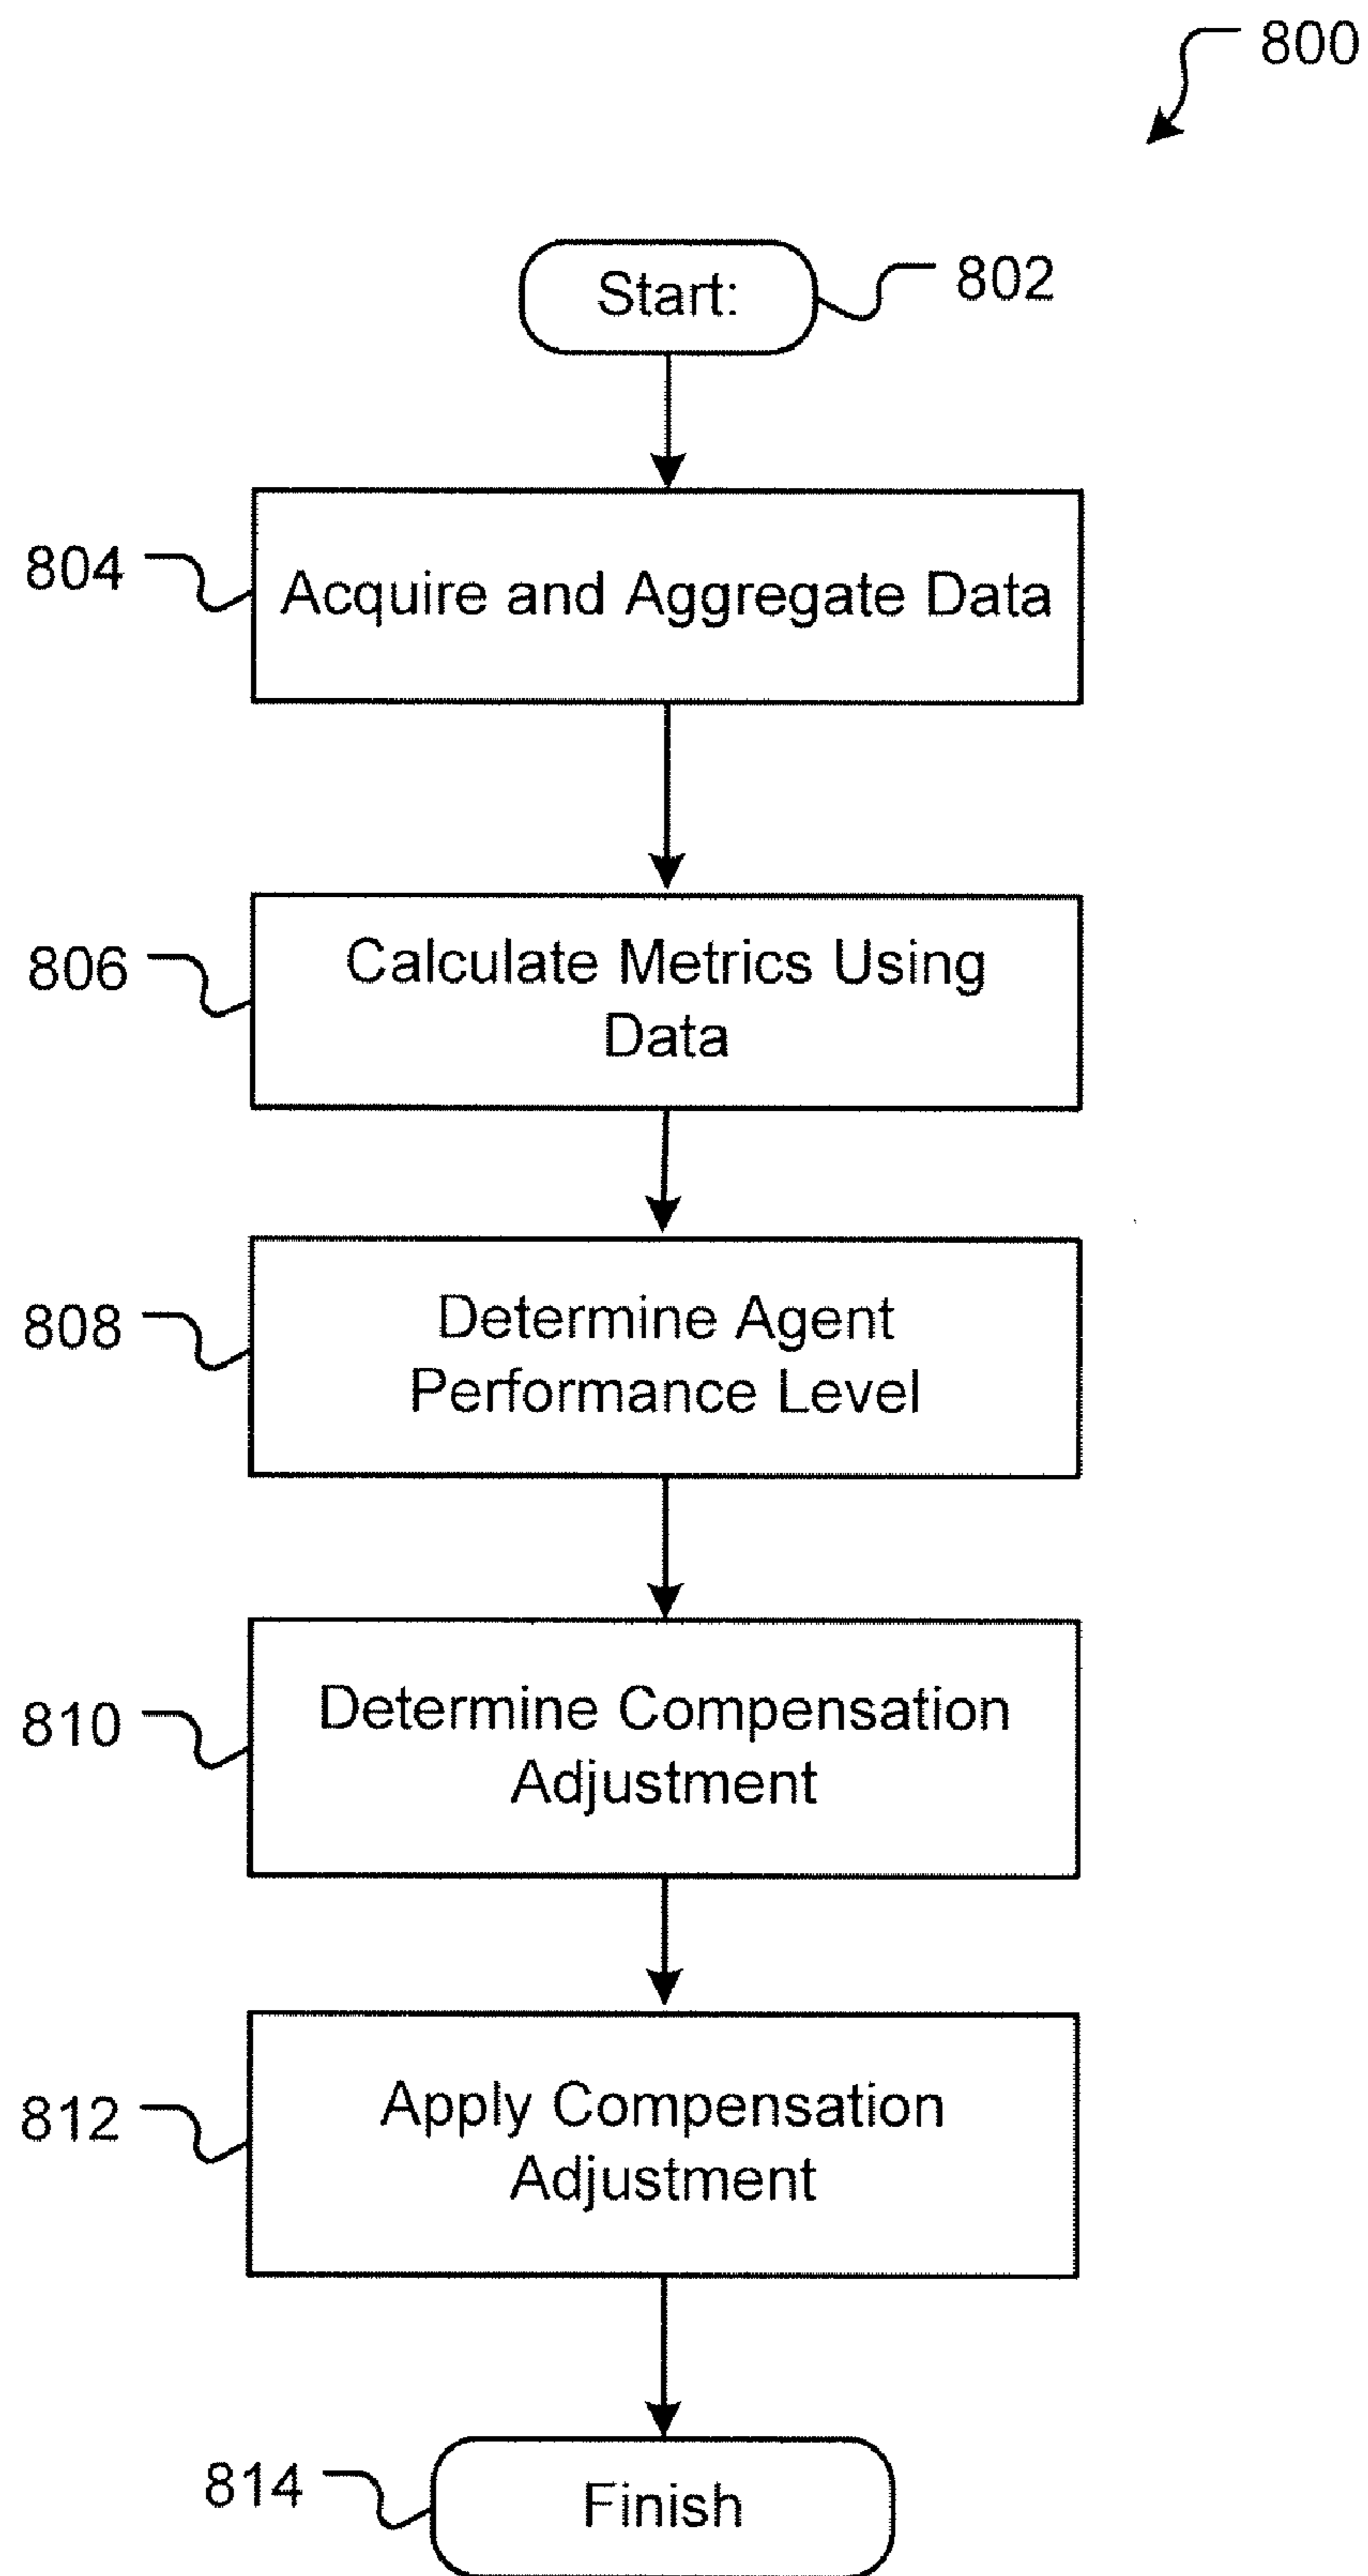 800
Start:
802
804
Acquire and Aggregate Data
806
Calculate Metrics Using
Data
808
Determine Agent
Performance Level
810
Determine Compensation
Adjustment
812
Apply Compensation
Adjustment
814
Finish